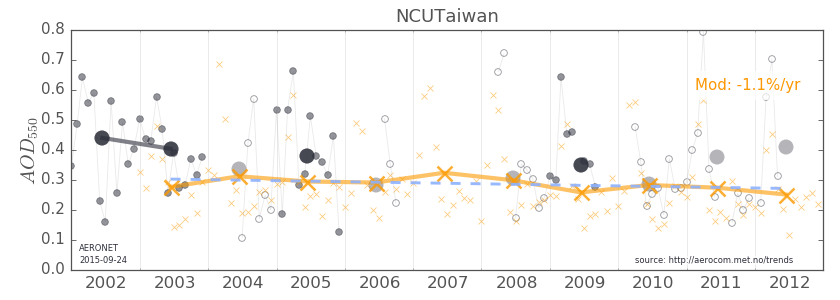 NCUTaiwan
0.8
0.7
0.6
0.5
0.4
0.3
0.2
0.1
0.0
AOD550
Mod: -1.1%/yr
AERONET
2015-09-24
source: http://aerocom.met.no/trends
2002 2003 2004 2005 2006 2007 2008 2009 2010 2011 2012